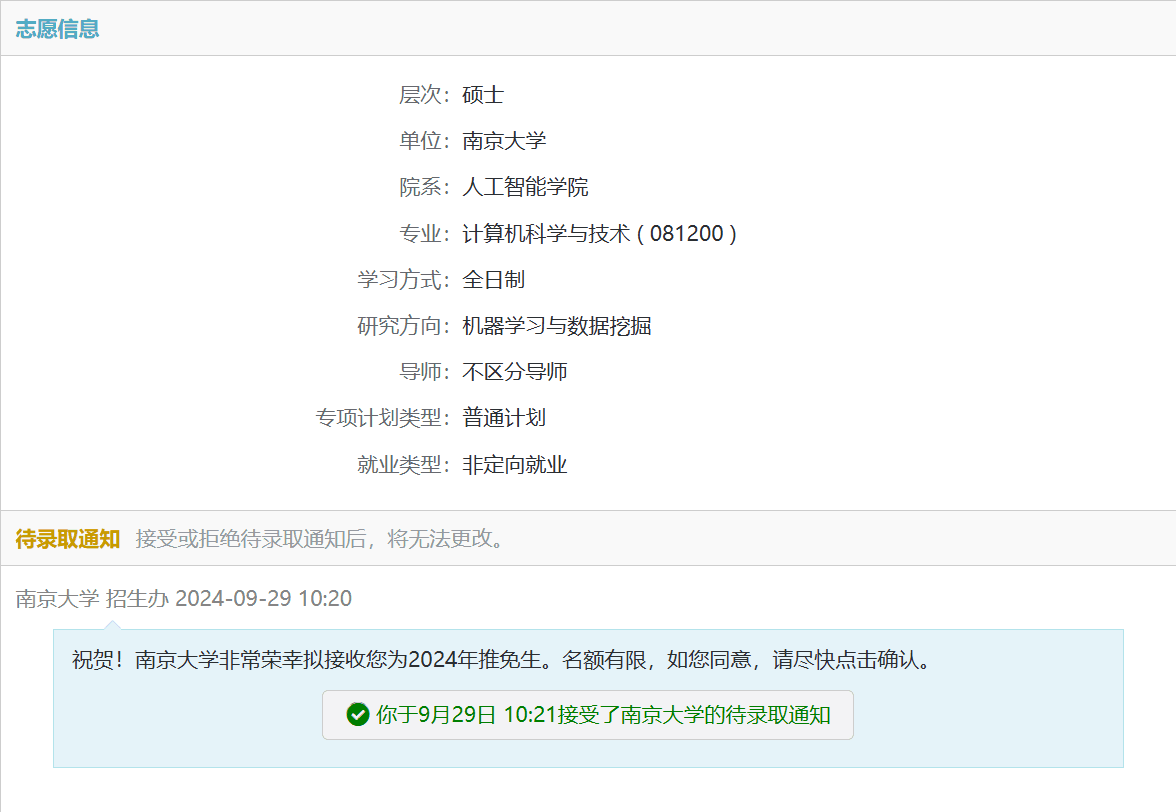 志愿信息
层次：硕士
单位：南京大学
院系：人工智能学院
专业：计算机科学与技术 ( 081200 )
学习方式：全日制
研究方向：机器学习与数据挖掘
导师：不区分导师
专项计划类型：普通计划
就业类型：非定向就业
待录取通知 接受或拒绝待录取通知后，将无法更改。
南京大学 招生办 2024-09-29 10:20
祝贺！南京大学非常荣幸拟接收您为2024年推免生。名额有限，如您同意，请尽快点击确认。
你于9月29日 10:21接受了南京大学的待录取通知